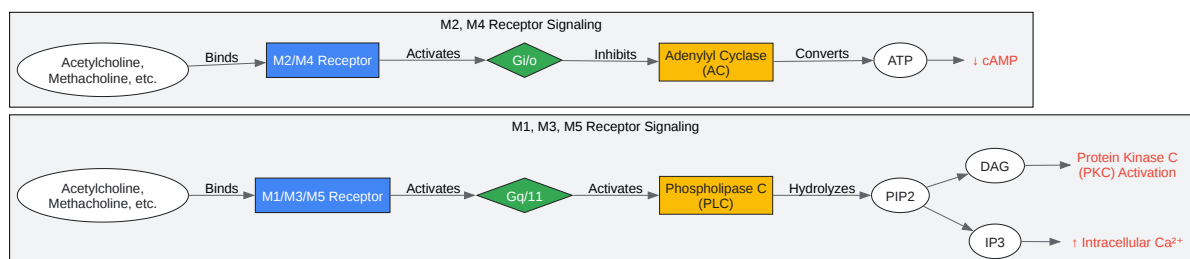 M2, M4 Receptor Signaling
Acetylcholine,
Methacholine, etc.
Binds
M2/M4 Receptor
Activates
Gi/o
Inhibits
Adenylyl Cyclase
(AC)
Converts
ATP
↓ cAMP
M1, M3, M5 Receptor Signaling
Acetylcholine,
Methacholine, etc.
Binds
M1/M3/M5 Receptor
Activates
Gq/11
Activates
Phospholipase C
(PLC)
Hydrolyzes
PIP2
DAG
Protein Kinase C
(PKC) Activation
IP3
↑ Intracellular Ca²⁺